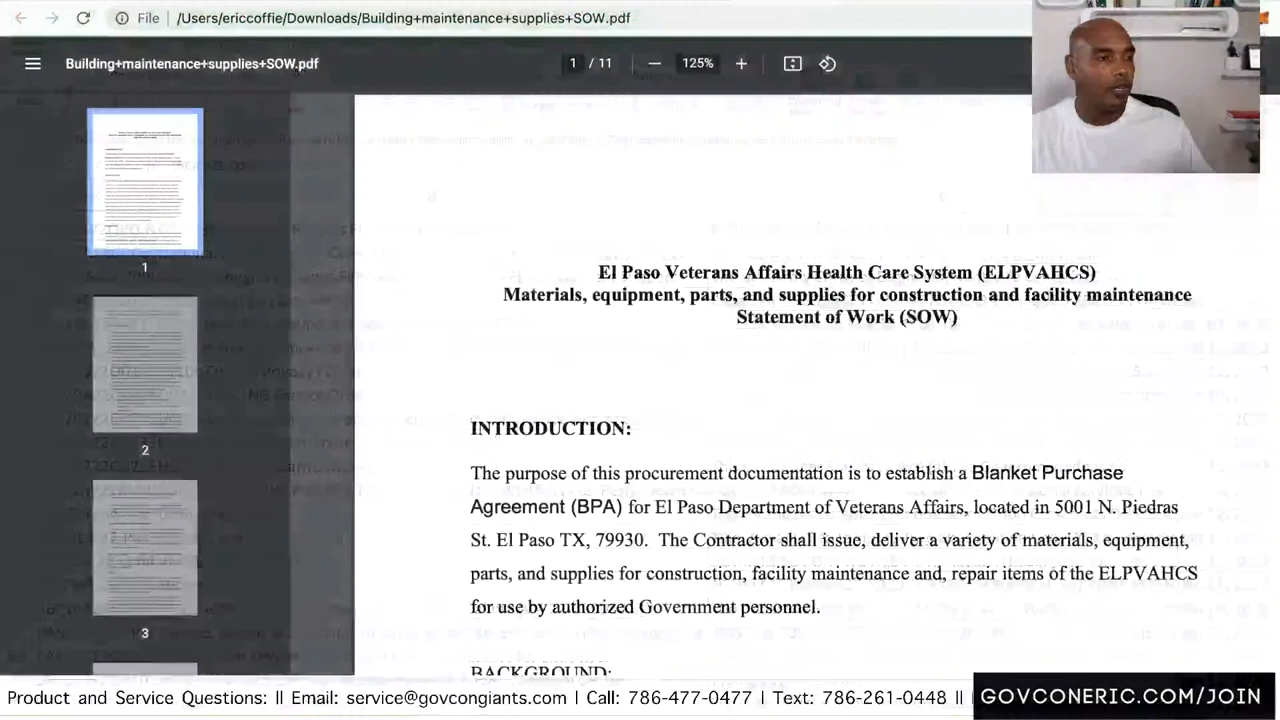 File
/Users/ericcoffie/Downloads/Building+maintenance+supplies+SOW.pdf
Building+maintenance+supplies+SOW.pdf
1 / 11
125%
1
2
3
El Paso Veterans Affairs Health Care System (ELPVAHCS)
Materials, equipment, parts, and supplies for construction and facility maintenance
Statement of Work (SOW)
INTRODUCTION:
The purpose of this procurement documentation is to establish a Blanket Purchase
Agreement (BPA) for El Paso Department of Veterans Affairs, located in 5001 N. Piedras
St. El Paso TX, 79930. The Contractor shall issue, deliver a variety of materials, equipment,
parts, and supplies for construction, facility maintenance and, repair items of the ELPVAHCS
for use by authorized Government personnel.
BACKGROUND:
Product and Service Questions: || Email: service@govcongiants.com | Call: 786-477-0477 | Text: 786-261-0448 ||
GOVCONERIC.COM/JOIN